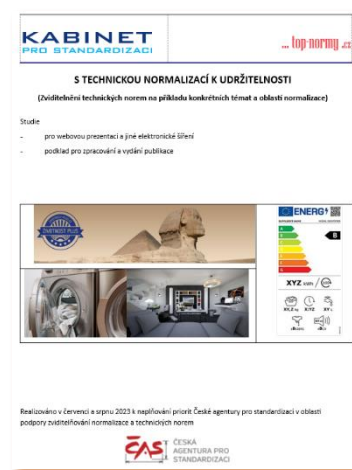 KABINET
PRO STANDARDIZACI
... top-normy .cz
S TECHNICKOU NORMALIZACÍ K UDRŽITELNOSTI
(Zviditelnění technických norem na příkladu konkrétních témat a oblastí normalizace)
Studie
- pro webovou prezentaci a jiné elektronické šíření
- podklad pro zpracování a vydání publikace
ŽIVOTNOST PLUS
ENERG
B
XYZ
Realizováno v červenci a srpnu 2023 k naplňování priorit České agentury pro standardizaci v oblasti
podpory zviditelňování normalizace a technických norem
ČAS
ČESKÁ
AGENTURA PRO
STANDARDIZACI